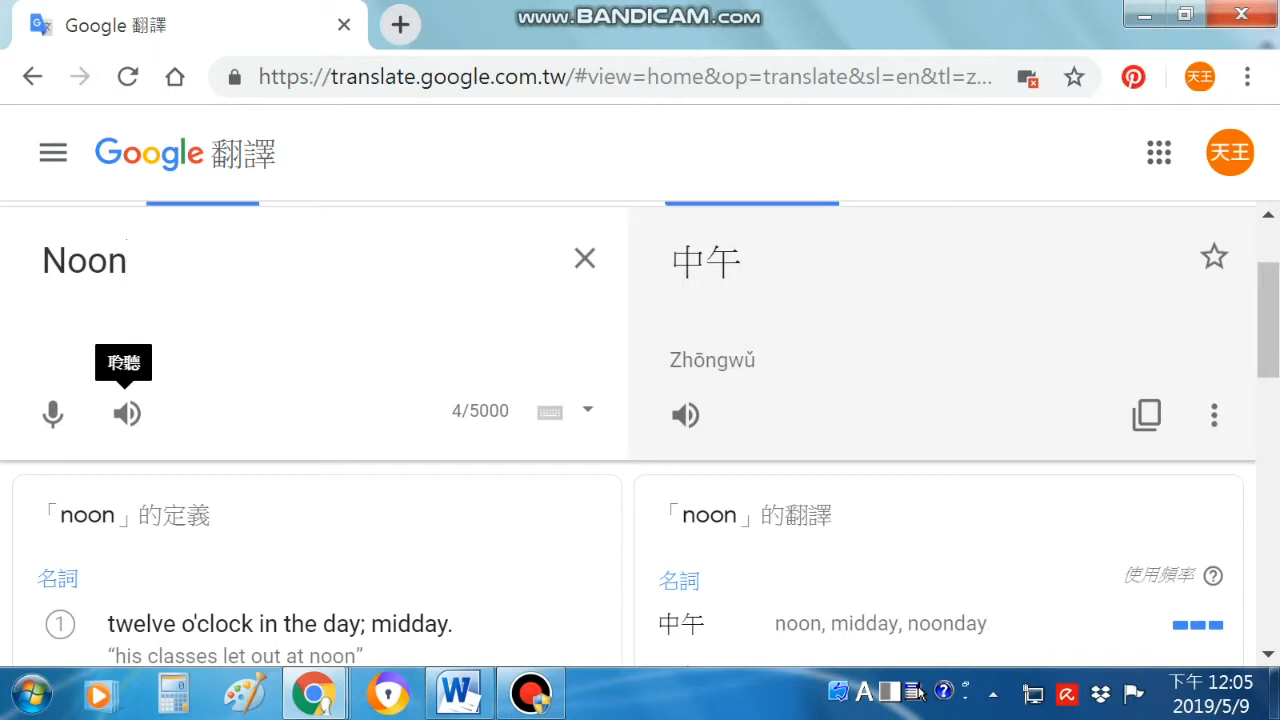 Google 翻譯
www.BANDICAM.com
https://translate.google.com.tw/#view=home&op=translate&sl=en&tl=z...
天王
Google 翻譯
天王
Noon
中午
聆聽
Zhōngwǔ
4/5000
「noon」的定義
「noon」的翻譯
名詞
名詞
使用頻率
1
twelve o'clock in the day; midday.
中午
noon, midday, noonday
“his classes let out at noon”
下午 12:05
2019/5/9